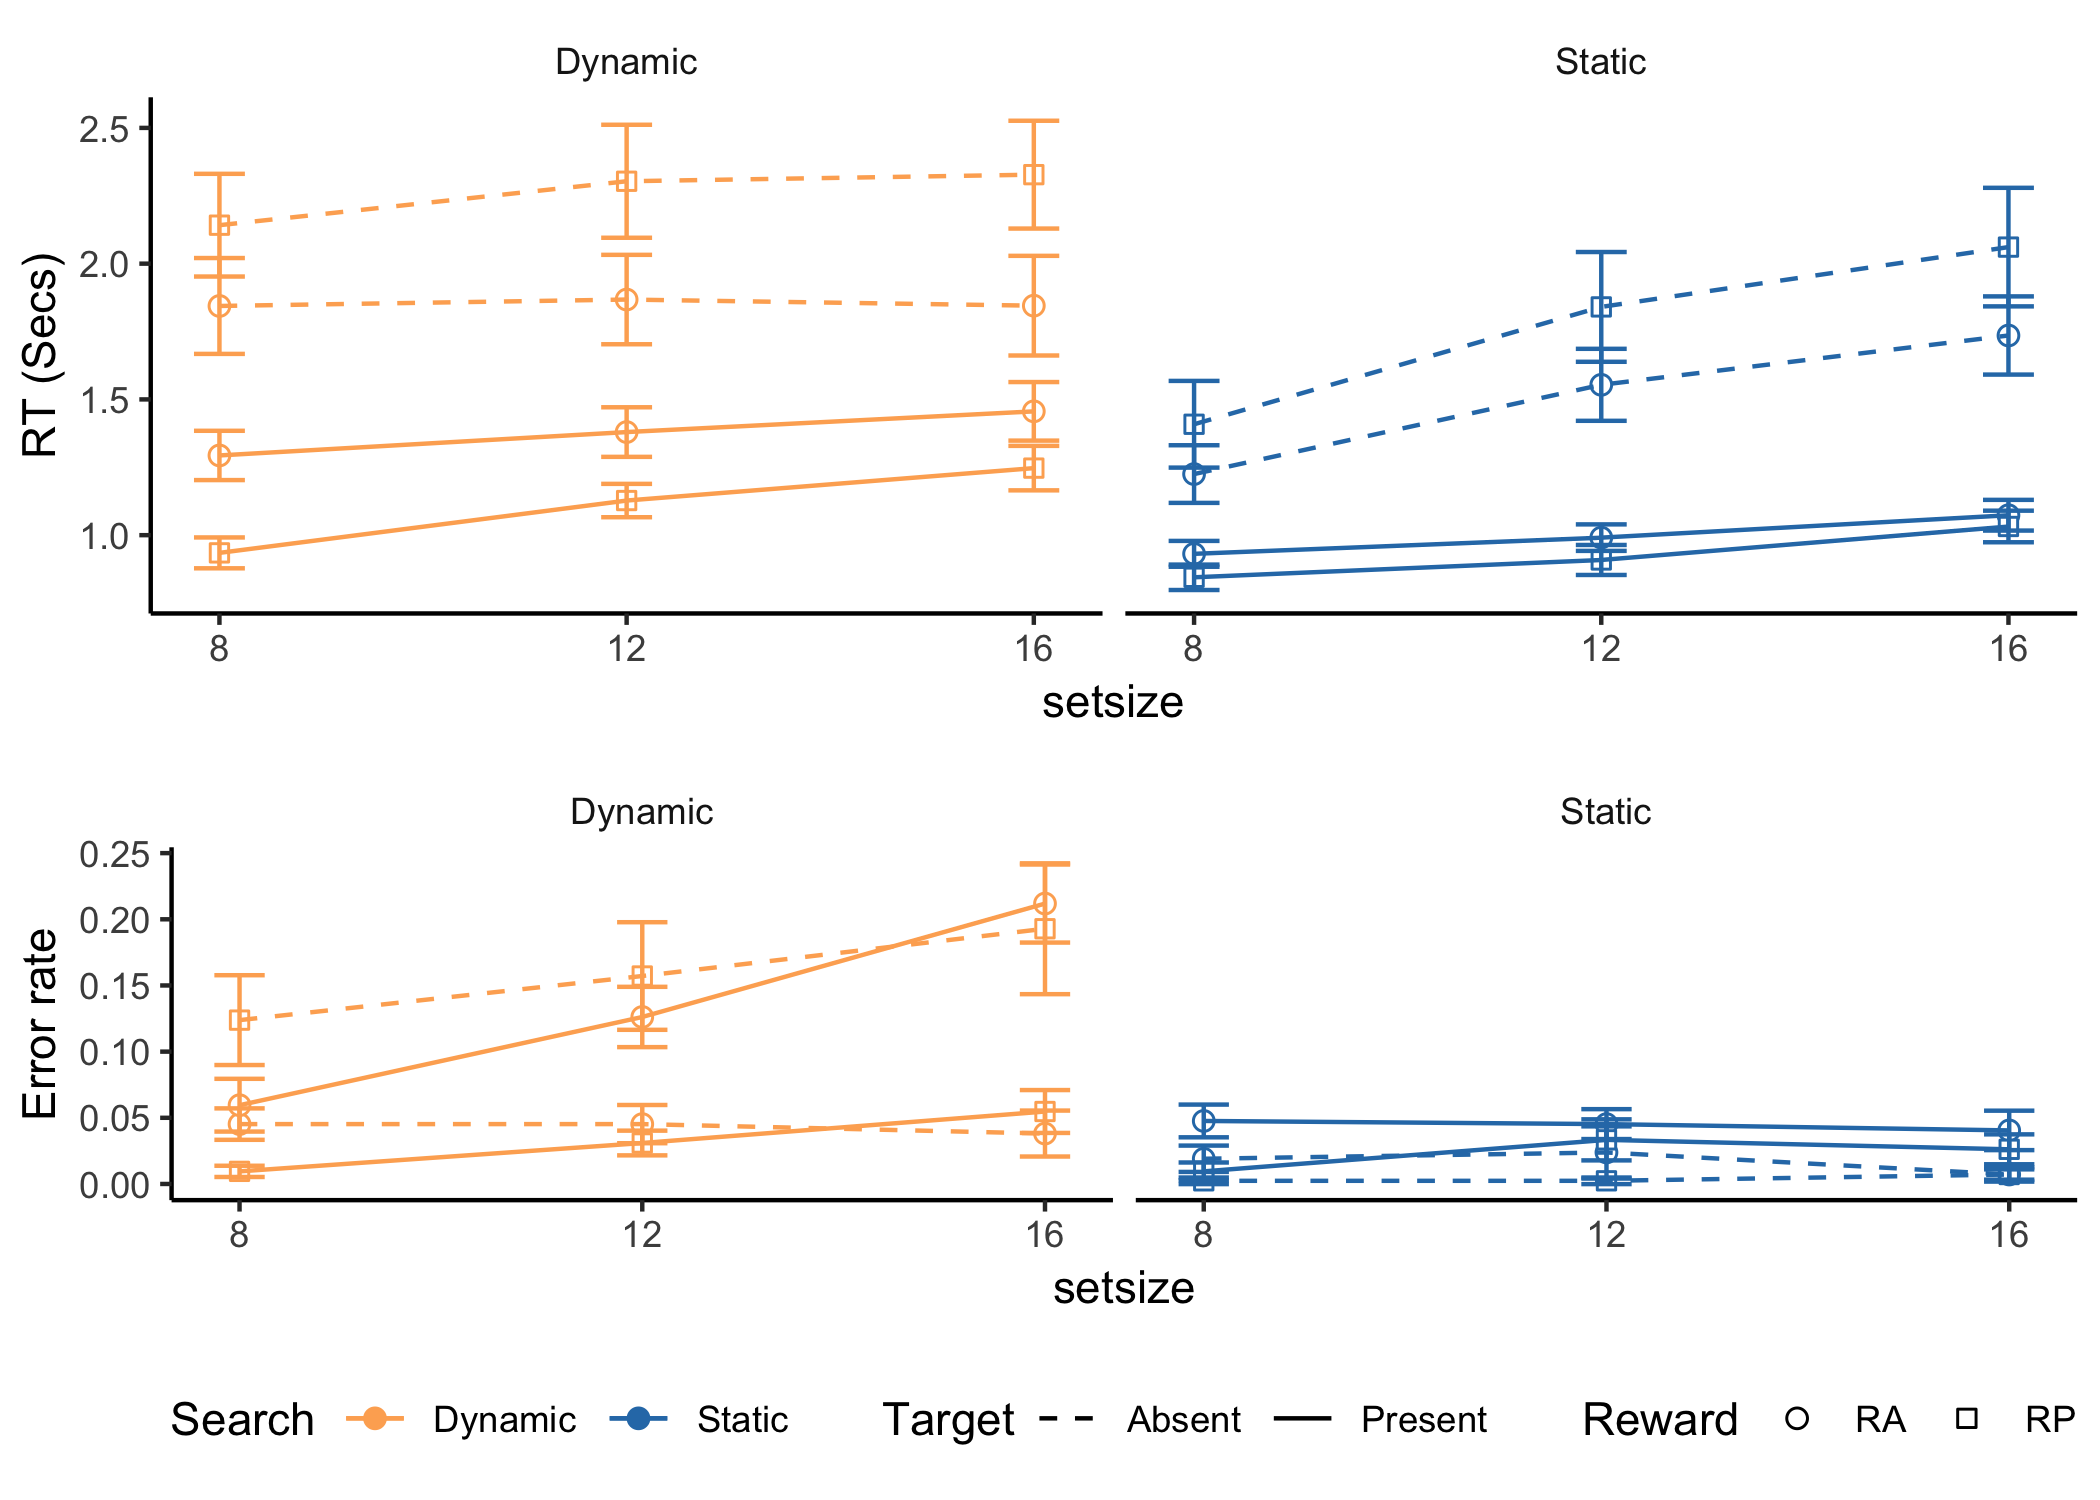 Dynamic Static
2.5
2.0
1.5
1.0
RT (Secs)
8 12 16 8 12 16
setsize
Dynamic Static
0.25
0.20
0.15
0.10
0.05
0.00
Error rate
8 12 16 8 12 16
setsize
Search Dynamic Static Target Absent Present Reward RA RP